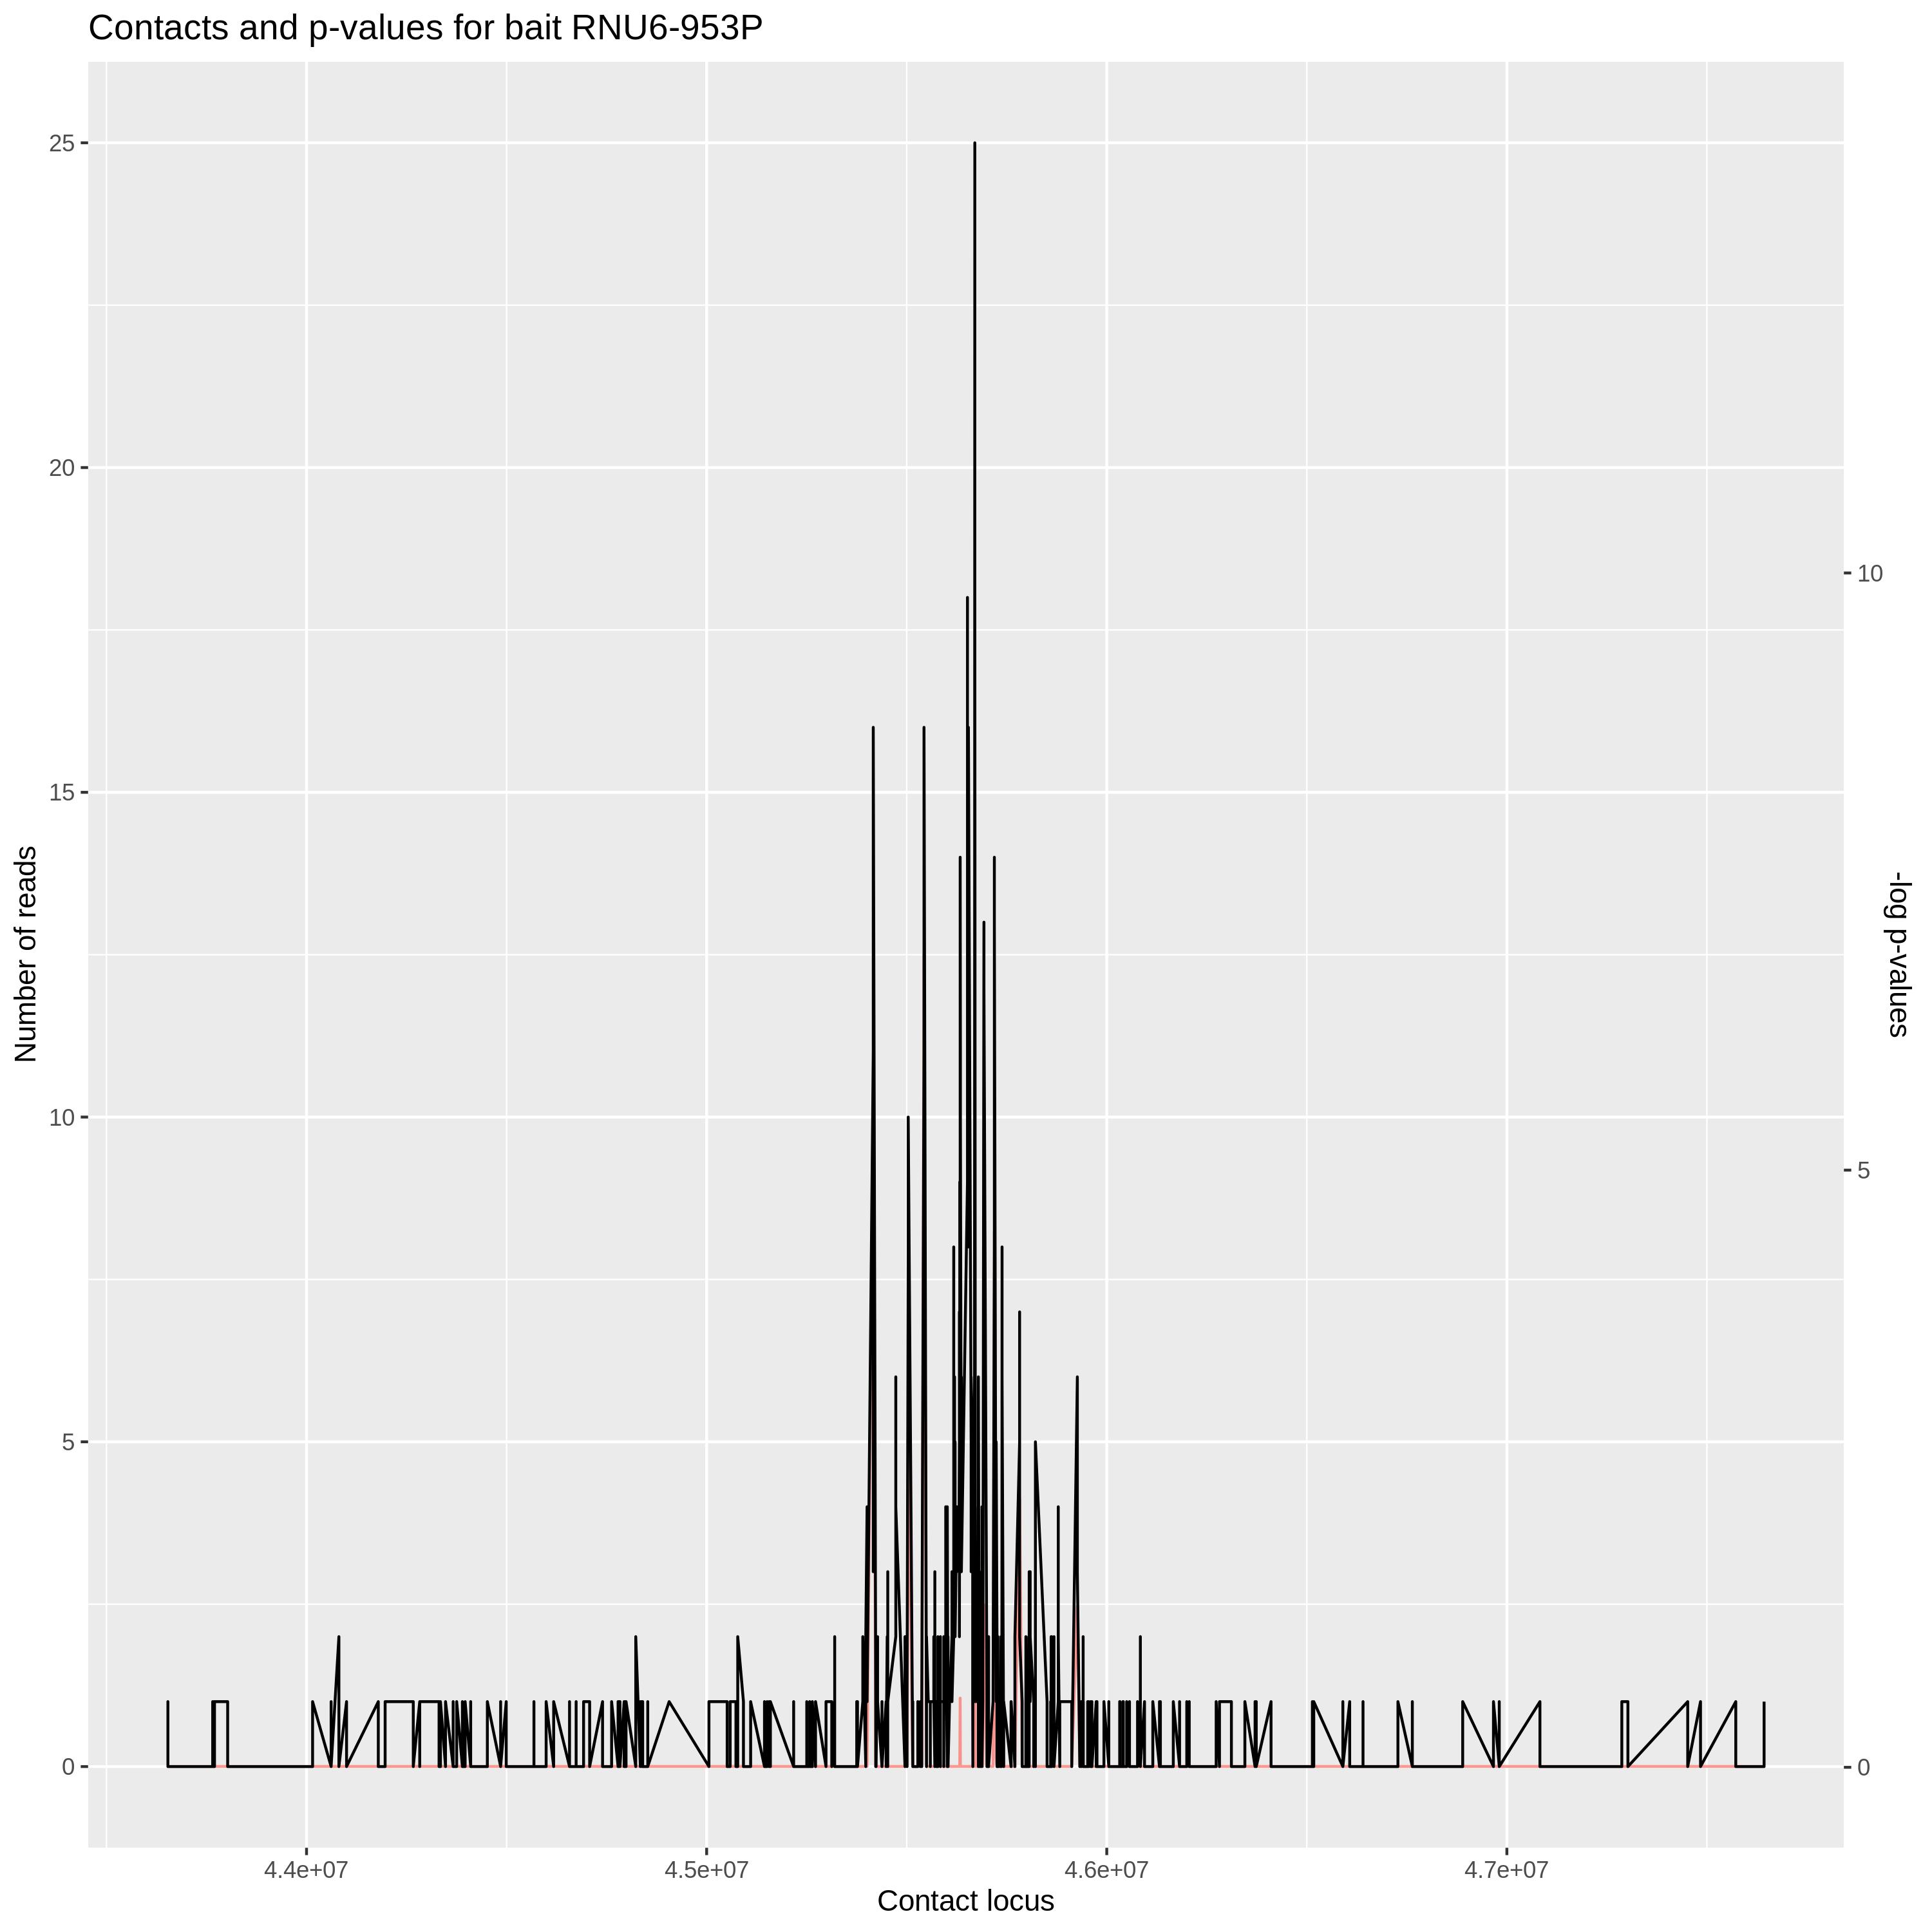 Contacts and p-values for bait RNU6-953P
25
20
15
10
5
0
Number of reads
10
5
0
-log p-values
4.4e+07
4.5e+07
4.6e+07
4.7e+07
Contact locus